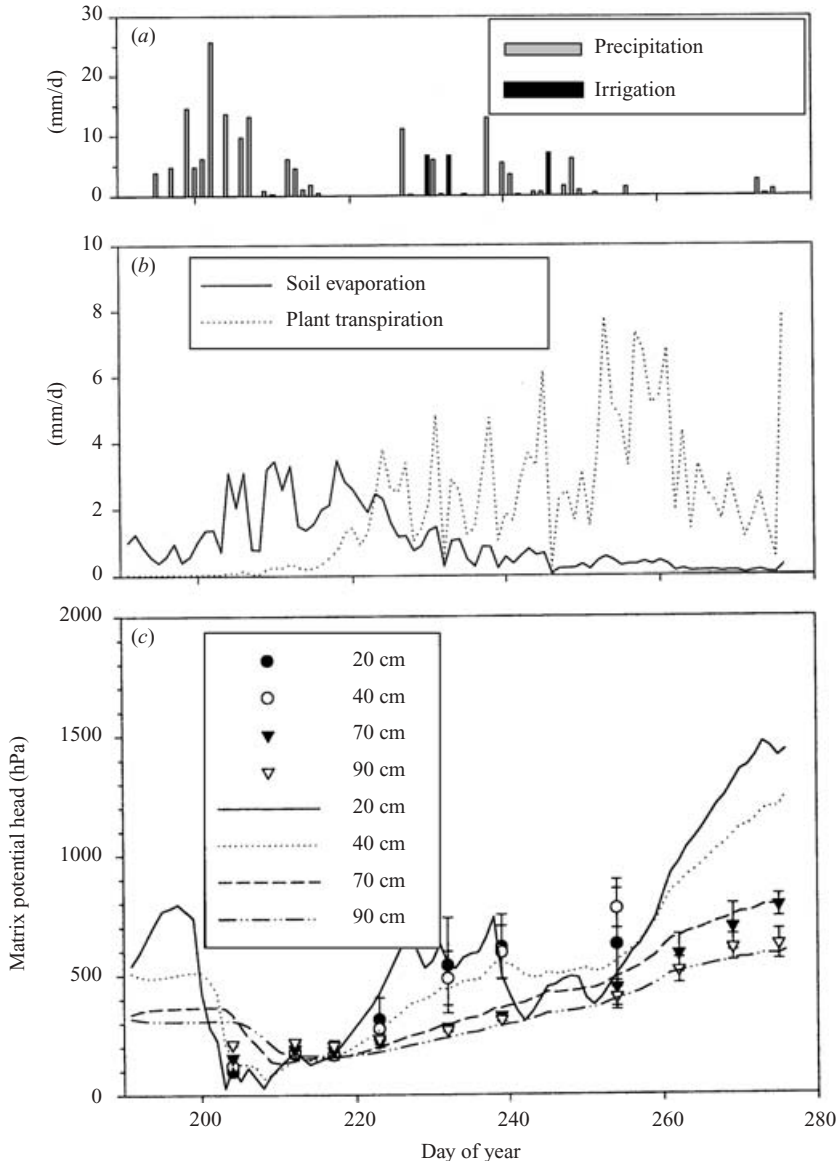 30
(a)
Precipitation
20
Irrigation
(mm/d)
10
0
10
(b)
8
Soil evaporation
Plant transpiration
6
(mm/d)
4
2
0
2000
(c)
20 cm
40 cm
70 cm
1500
90 cm
20 cm
40 cm
1000
70 cm
90 cm
Matrix potential head (hPa)
500
0
200 220 240 260 280
Day of year